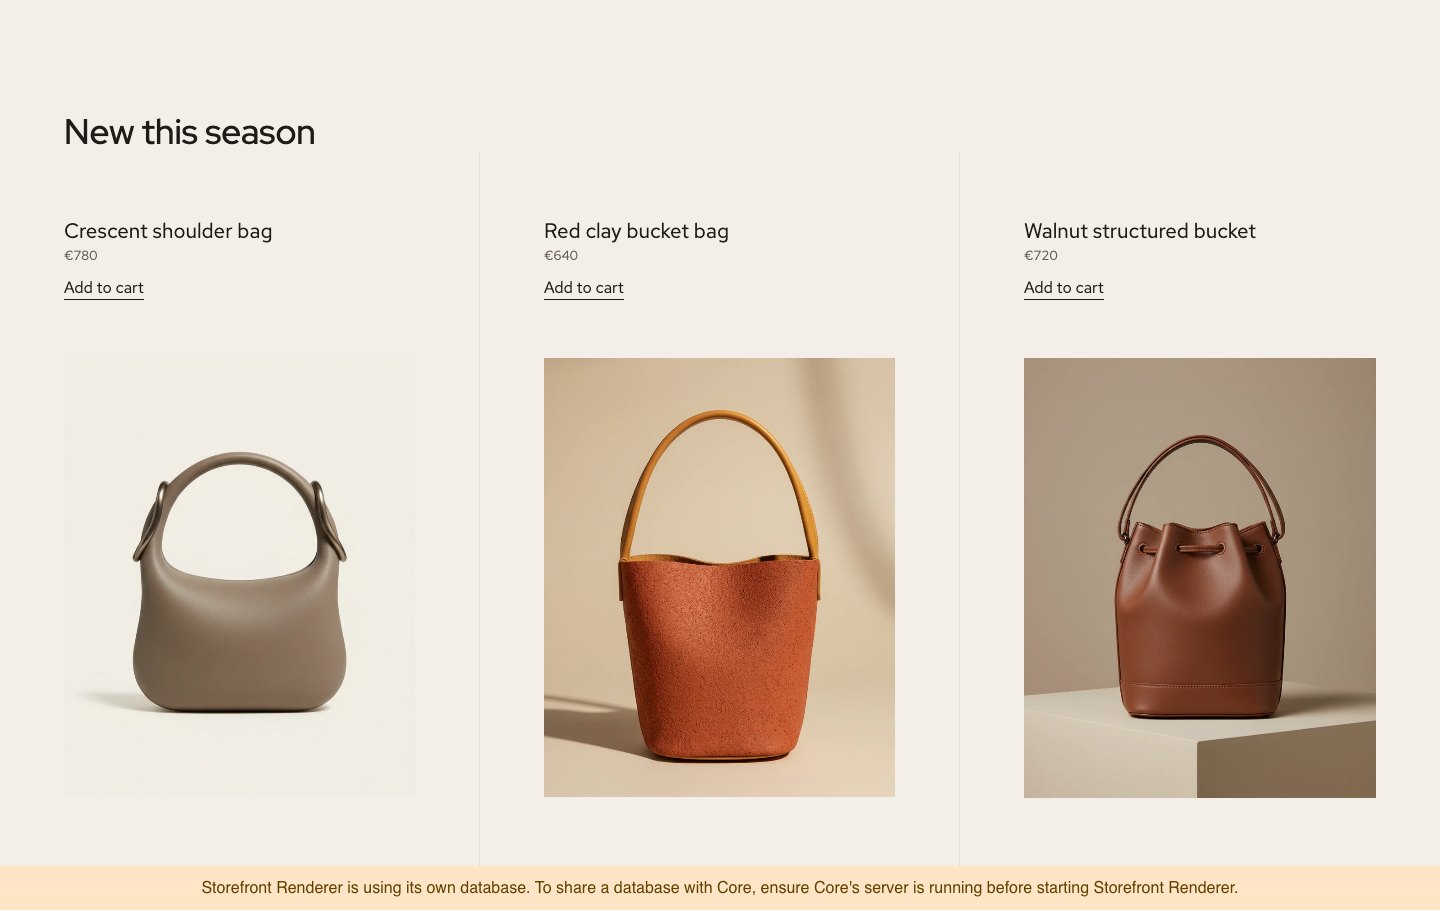 New this season
Crescent shoulder bag
€780
Add to cart
Red clay bucket bag
€640
Add to cart
Walnut structured bucket
€720
Add to cart
Storefront Renderer is using its own database. To share a database with Core, ensure Core's server is running before starting Storefront Renderer.